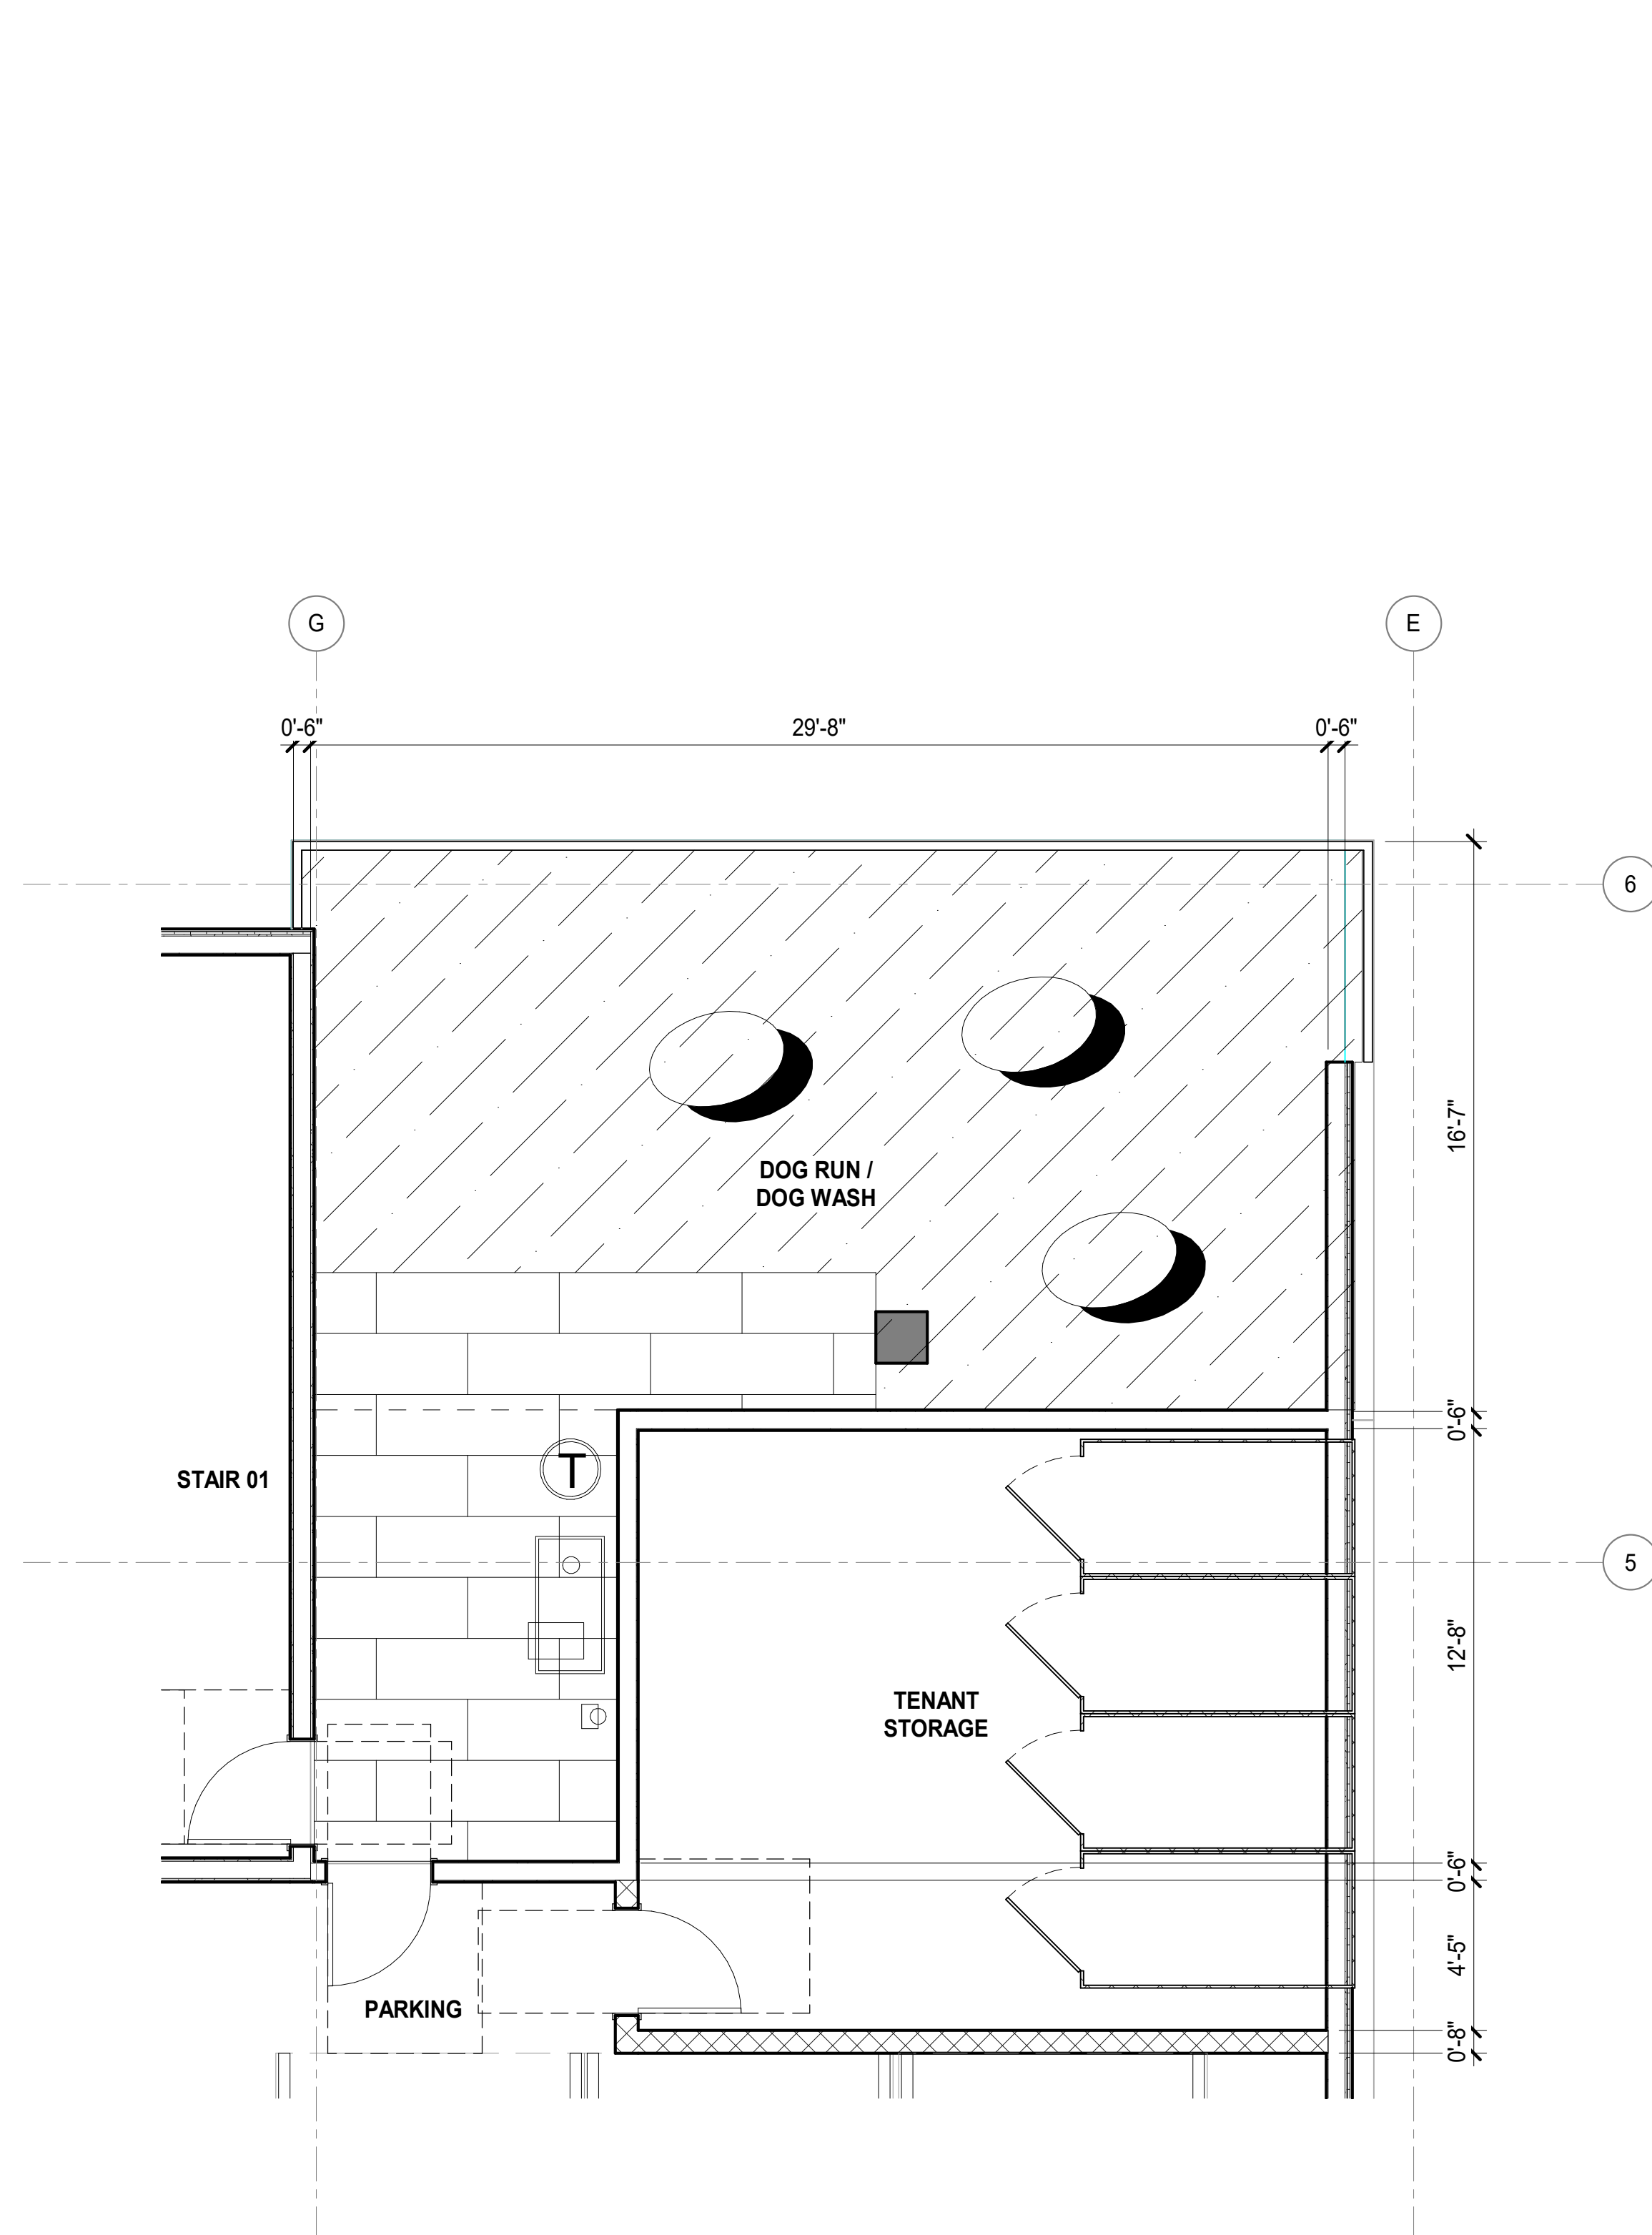 G
E
0'-6"
29'-8"
0'-6"
6
16'-7"
DOG RUN /
DOG WASH
0'-6"
T
STAIR 01
5
12'-8"
TENANT
STORAGE
0'-6"
4'-5"
PARKING
0'-8"